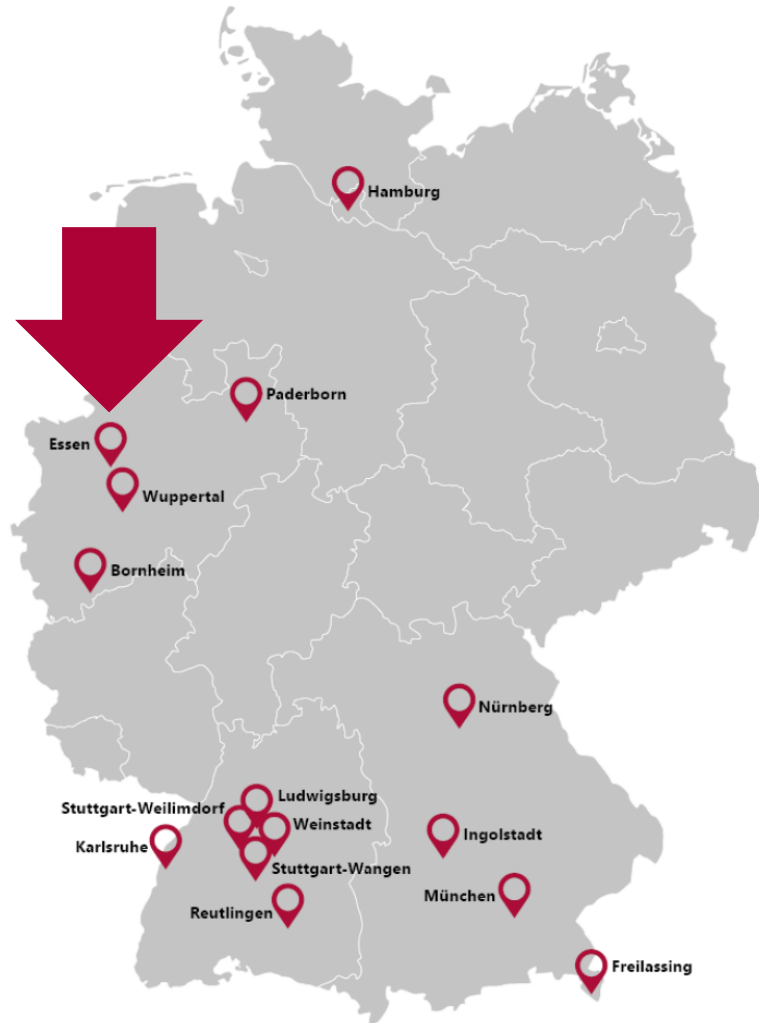 Hamburg
Paderborn
Essen
Wuppertal
Bornheim
Nürnberg
Ludwigsburg
Stuttgart-Weilimdorf
Weinstadt
Ingolstadt
Karlsruhe
Stuttgart-Wangen
München
Reutlingen
Freilassing